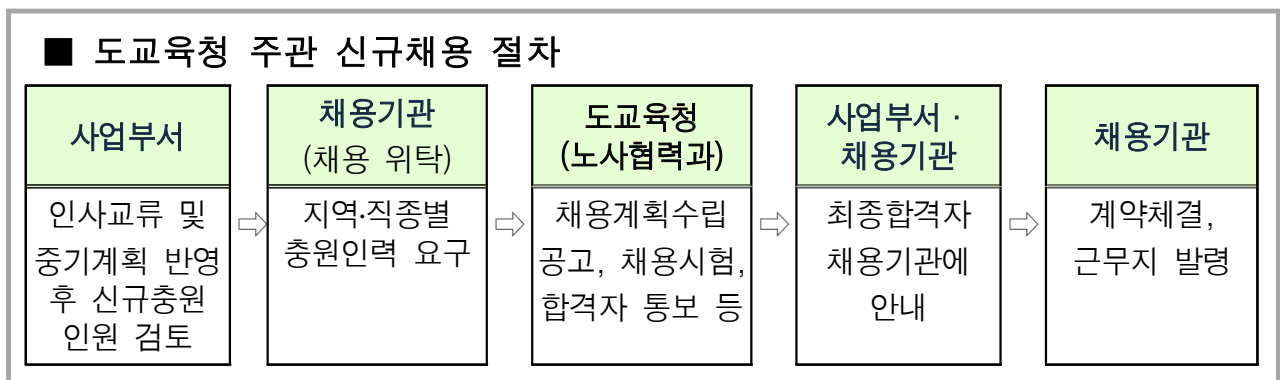 ■ 도교육청 주관 신규채용 절차
사업부서
인사교류 및
중기계획 반영
후 신규충원
인원 검토
⇨
채용기관
(채용 위탁)
지역·직종별
충원인력 요구
⇨
도교육청
(노사협력과)
채용계획수립
공고, 채용시험,
합격자 통보 등
⇨
사업부서 ·
채용기관
최종합격자
채용기관에
안내
⇨
채용기관
계약체결,
근무지 발령